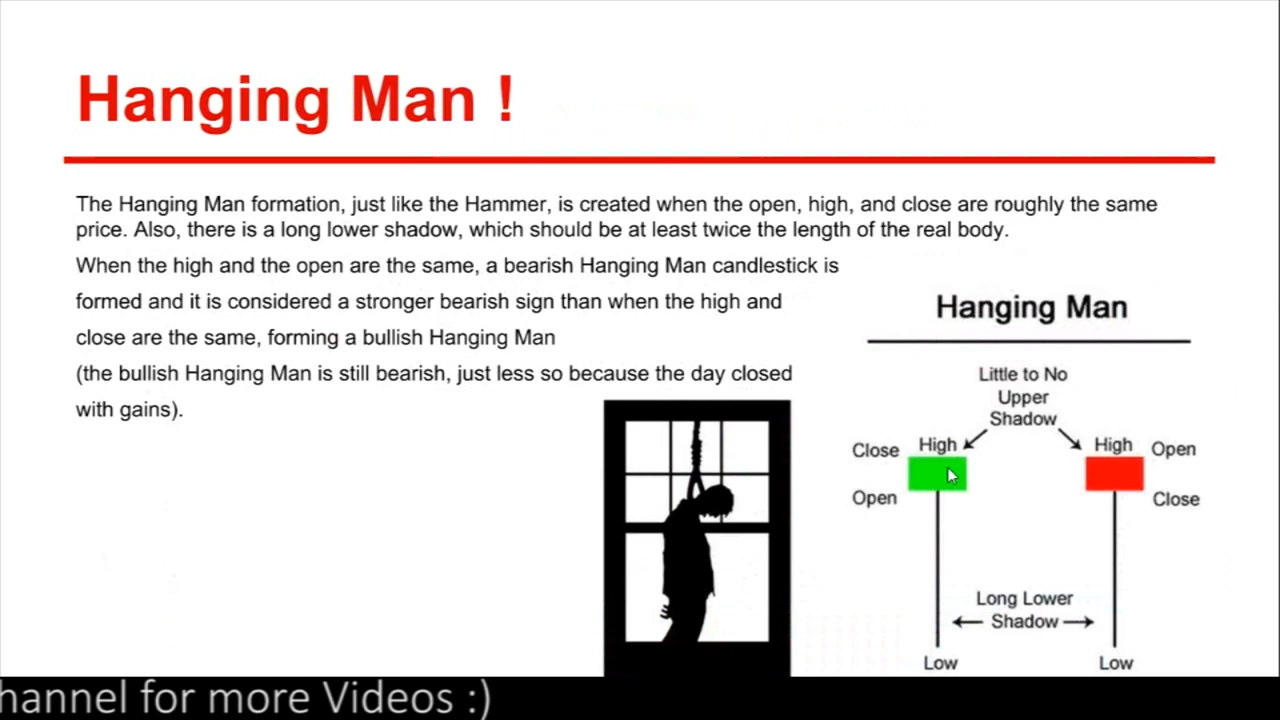 Hanging Man !
The Hanging Man formation, just like the Hammer, is created when the open, high, and close are roughly the same
price. Also, there is a long lower shadow, which should be at least twice the length of the real body.
When the high and the open are the same, a bearish Hanging Man candlestick is
formed and it is considered a stronger bearish sign than when the high and
close are the same, forming a bullish Hanging Man
(the bullish Hanging Man is still bearish, just less so because the day closed
with gains).
Hanging Man
Little to No
Upper
Shadow
Close High High Open
Open Close
Long Lower
Shadow
Low Low
hannel for more Videos :)